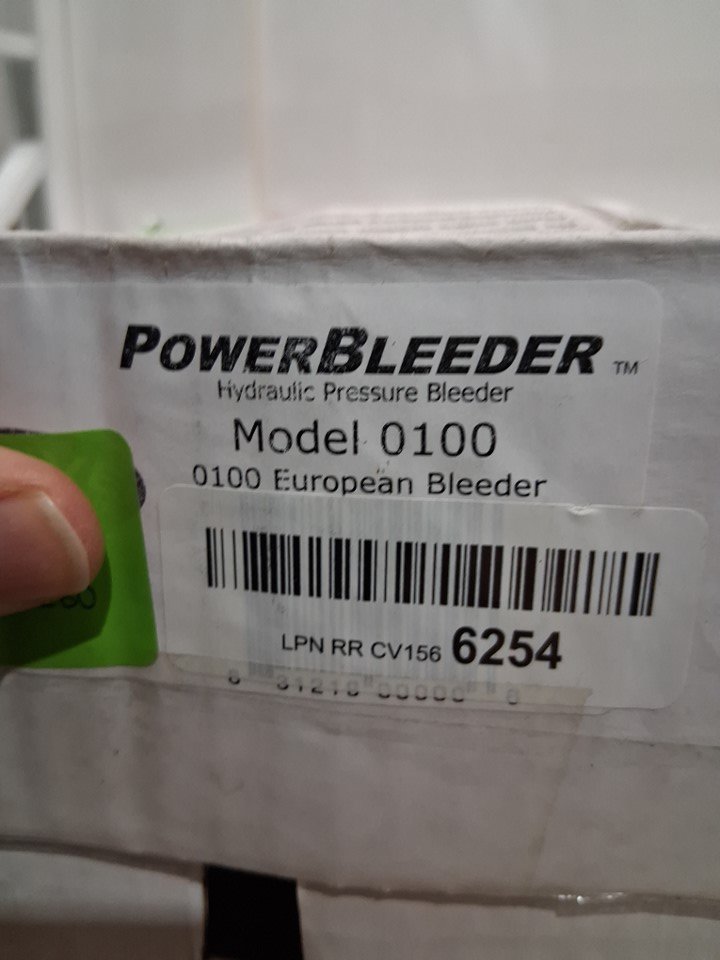 POWERBLEEDER TM
Hydraulic Pressure Bleeder
Model 0100
0100 European Bleeder
LPN RR CV156 6254